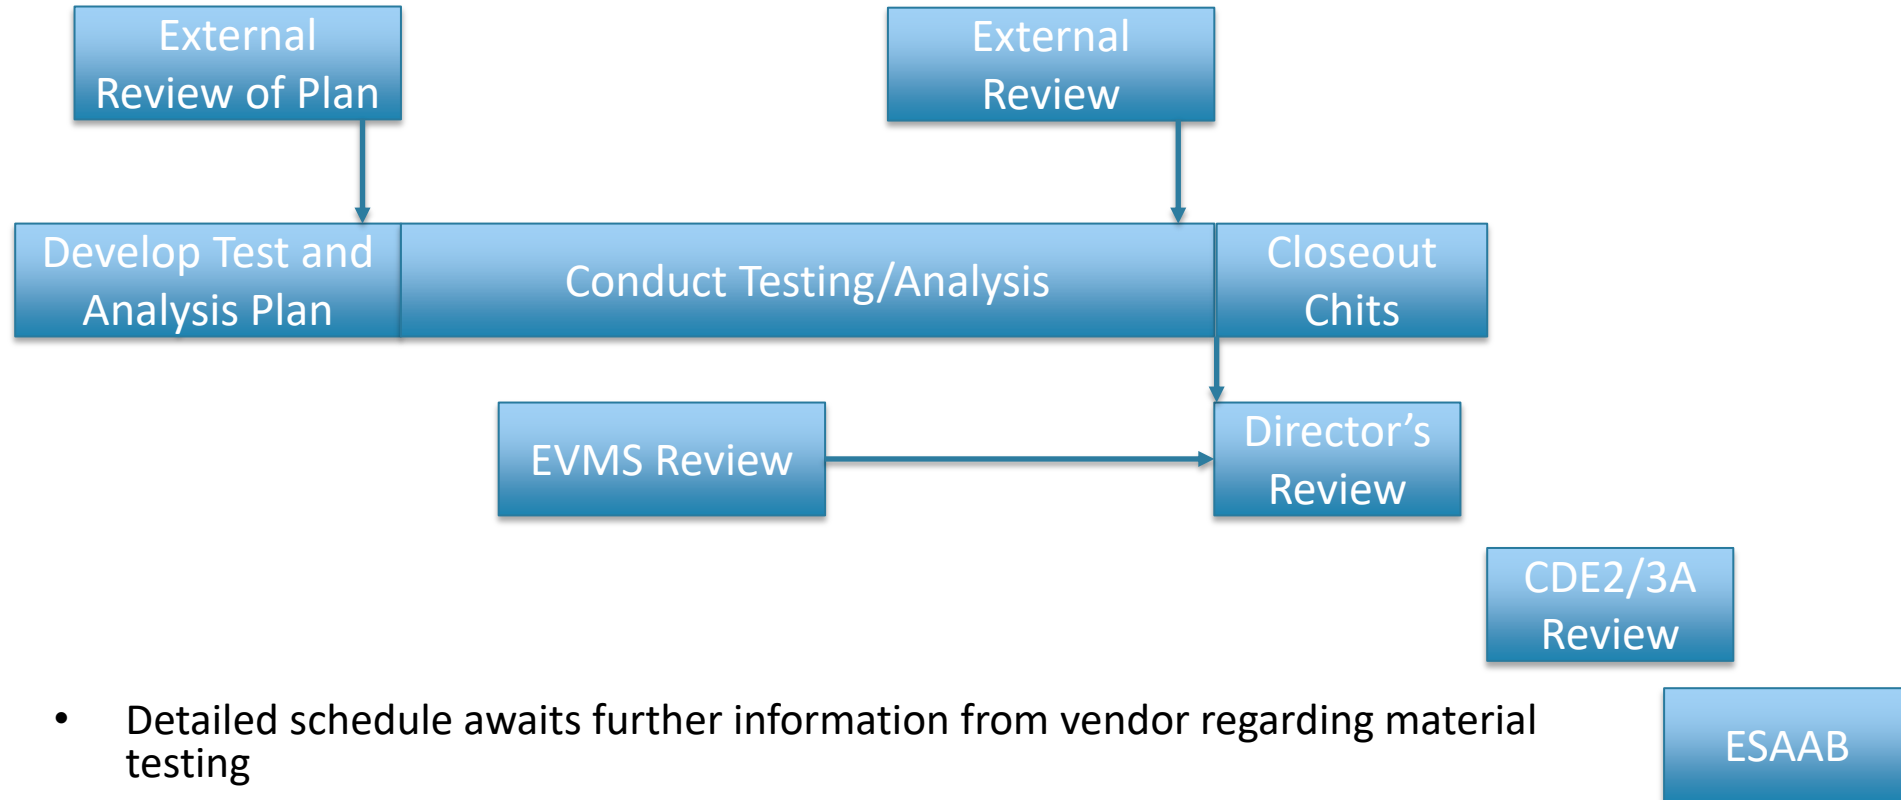 External
Review of Plan
External
Review
Develop Test and
Analysis Plan
Conduct Testing/Analysis
Closeout
Chits
EVMS Review
Director’s
Review
CDE2/3A
Review
• Detailed schedule awaits further information from vendor regarding material
testing
ESAAB